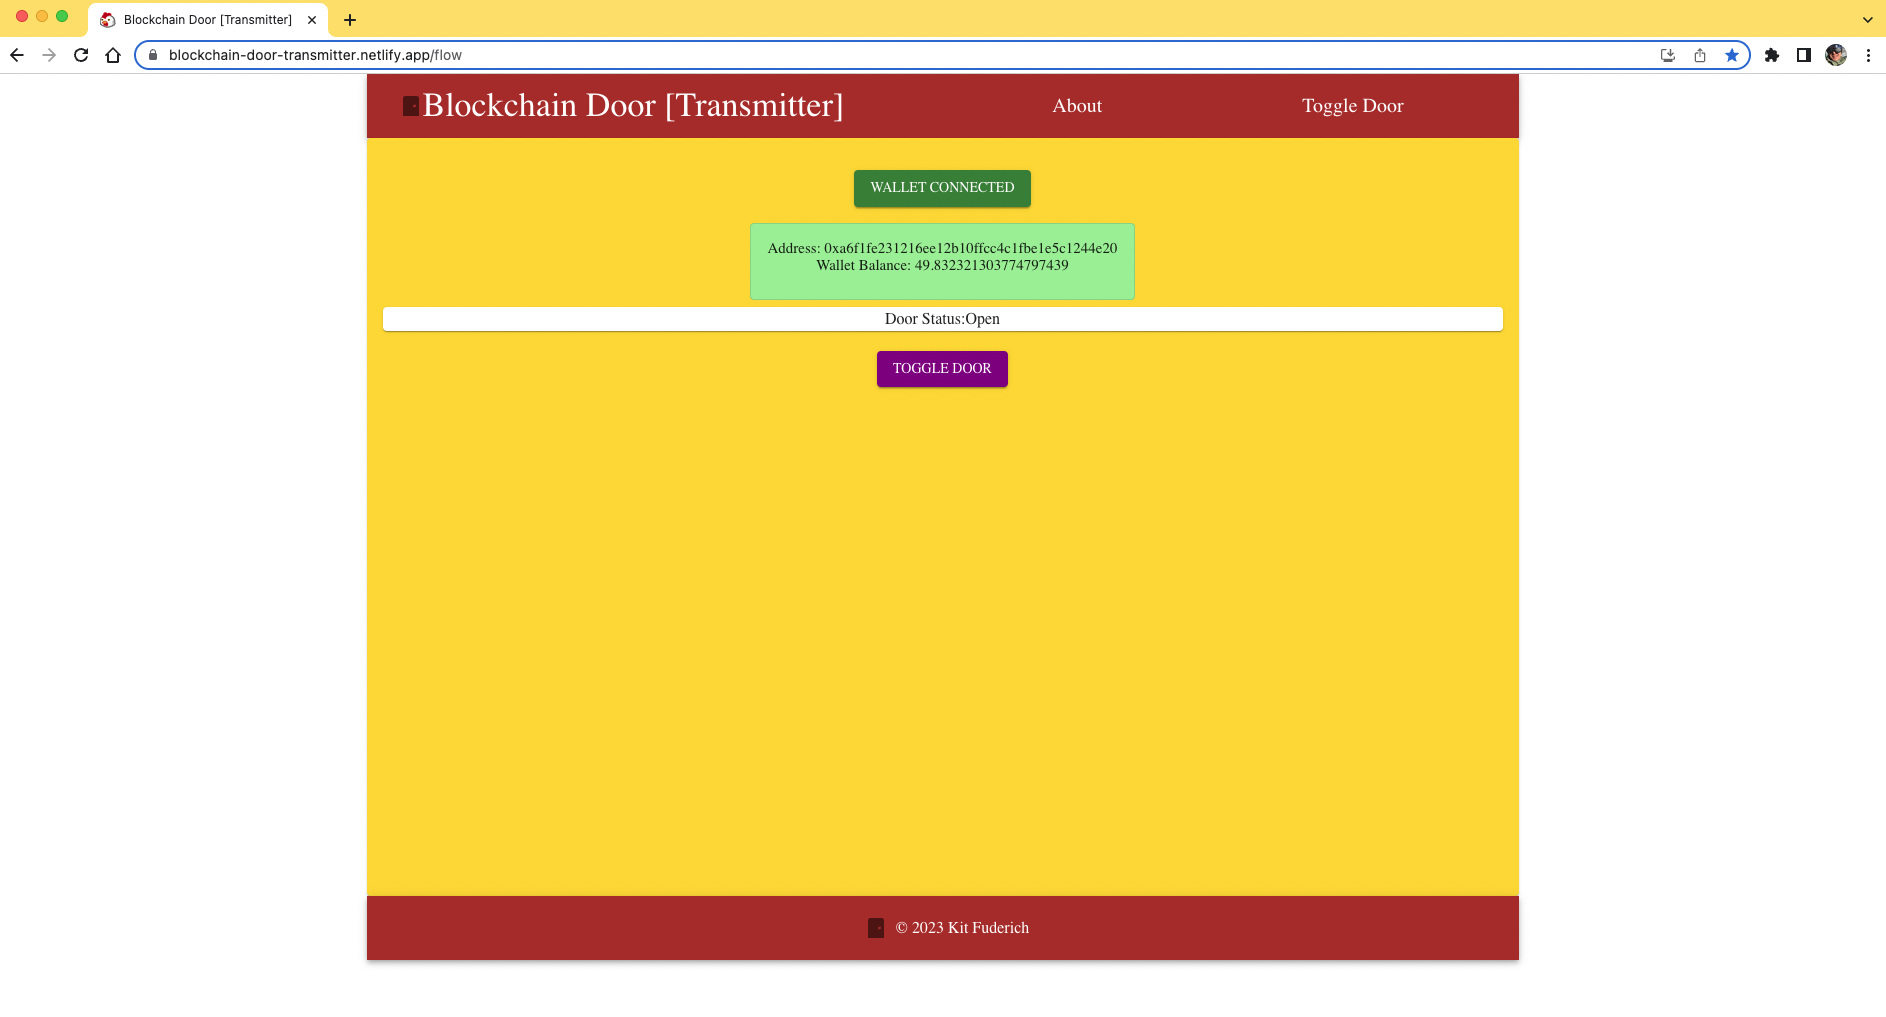 Blockchain Door [Transmitter]
blockchain-door-transmitter.netlify.app/flow
Blockchain Door [Transmitter]
About
Toggle Door
WALLET CONNECTED
Address: 0xa6f1fe231216ee12b10ffcc4c1fbe1e5c1244e20
Wallet Balance: 49.832321303774797439
Door Status:Open
TOGGLE DOOR
© 2023 Kit Fuderich